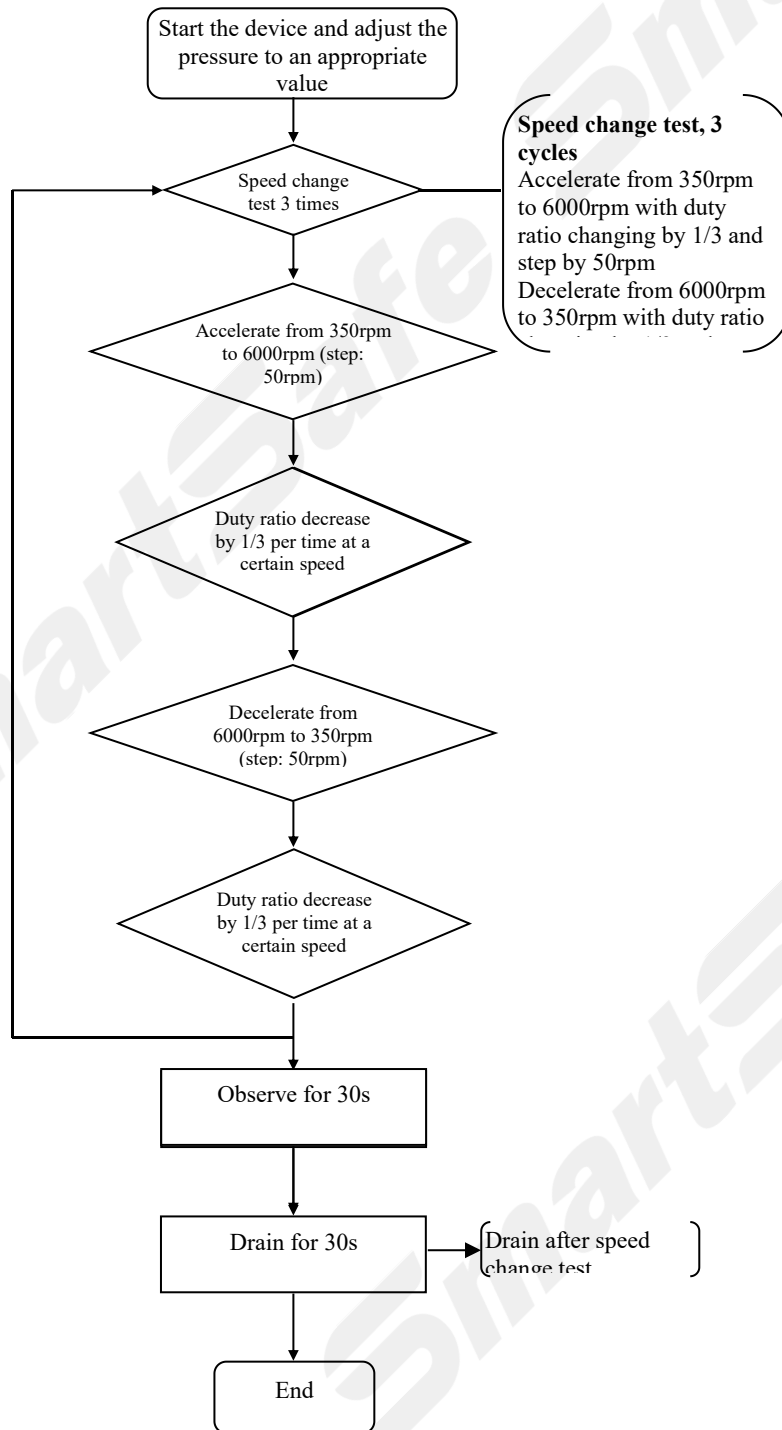 Start the device and adjust the
pressure to an appropriate
value
Speed change
test 3 times
Speed change test, 3
cycles
Accelerate from 350rpm
to 6000rpm with duty
ratio changing by 1/3 and
step by 50rpm
Decelerate from 6000rpm
to 350rpm with duty ratio
Accelerate from 350rpm
to 6000rpm (step:
50rpm)
Duty ratio decrease
by 1/3 per time at a
certain speed
Decelerate from
6000rpm to 350rpm
(step: 50rpm)
Duty ratio decrease
by 1/3 per time at a
certain speed
Observe for 30s
Drain for 30s
Drain after speed
change test
End
SmartSafe
SmartS